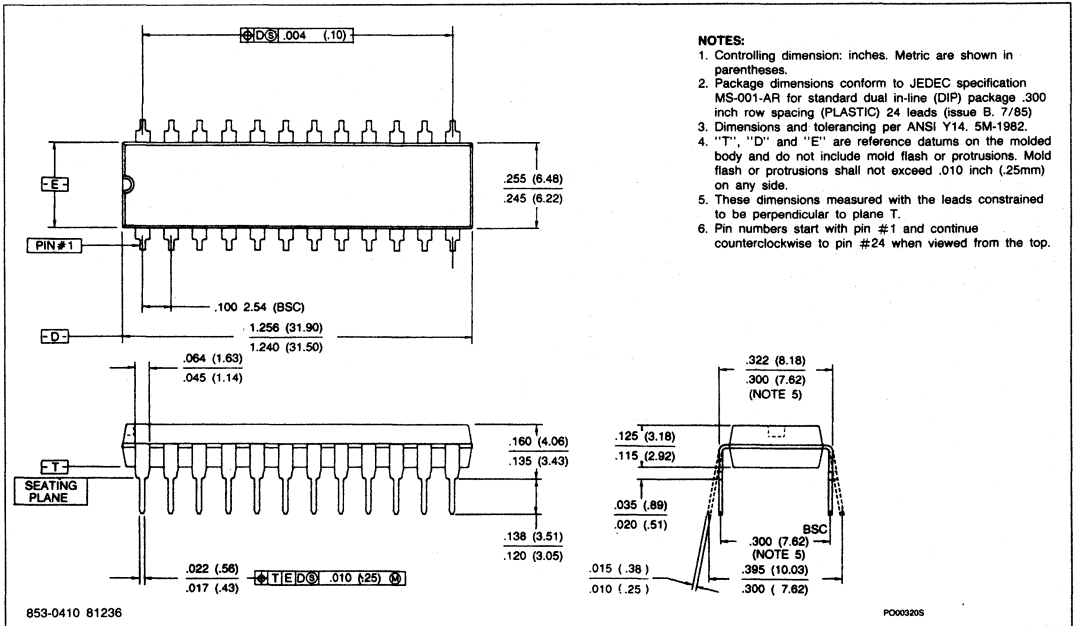 ⌖ D Ⓢ .004 (.10)
NOTES:
1. Controlling dimension: inches. Metric are shown in
parentheses.
2. Package dimensions conform to JEDEC specification
MS-001-AR for standard dual in-line (DIP) package .300
inch row spacing (PLASTIC) 24 leads (issue B. 7/85)
3. Dimensions and tolerancing per ANSI Y14. 5M-1982.
4. "T", "D" and "E" are reference datums on the molded
body and do not include mold flash or protrusions. Mold
flash or protrusions shall not exceed .010 inch (.25mm)
on any side.
5. These dimensions measured with the leads constrained
to be perpendicular to plane T.
6. Pin numbers start with pin #1 and continue
counterclockwise to pin #24 when viewed from the top.
-E-
.255 (6.48)
.245 (6.22)
PIN#1
.100 2.54 (BSC)
-D-
1.256 (31.90)
1.240 (31.50)
.064 (1.63)
.045 (1.14)
.322 (8.18)
.300 (7.62)
(NOTE 5)
.160 (4.06)
.135 (3.43)
.125 (3.18)
.115 (2.92)
-T-
SEATING
PLANE
.035 (.89)
.020 (.51)
.138 (3.51)
.120 (3.05)
BSC
.300 (7.62)
(NOTE 5)
.022 (.56)
.017 (.43)
⌖ T E D Ⓢ .010 (.25) Ⓜ
.015 (.38)
.010 (.25)
.395 (10.03)
.300 ( 7.62)
853-0410 81236
PO00320S